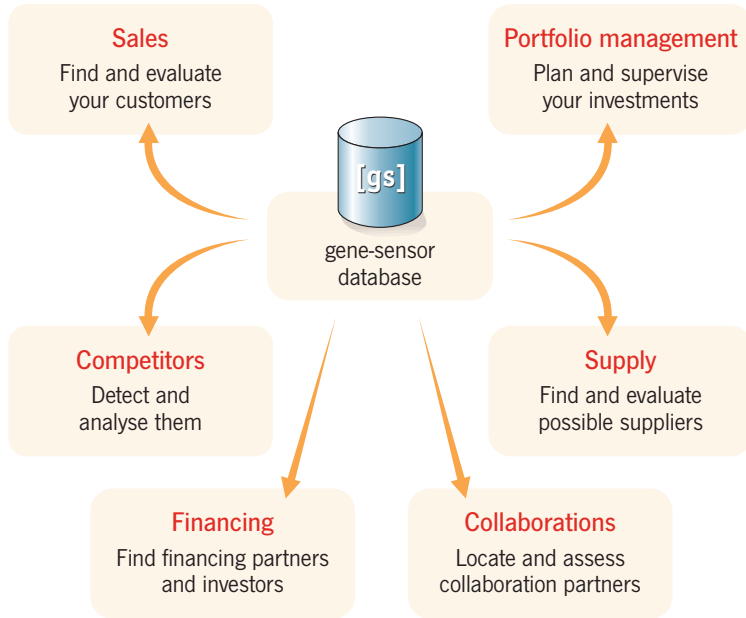 Sales
Find and evaluate
your customers
Portfolio management
Plan and supervise
your investments
[gs]
gene-sensor
database
Competitors
Detect and
analyse them
Supply
Find and evaluate
possible suppliers
Financing
Find financing partners
and investors
Collaborations
Locate and assess
collaboration partners